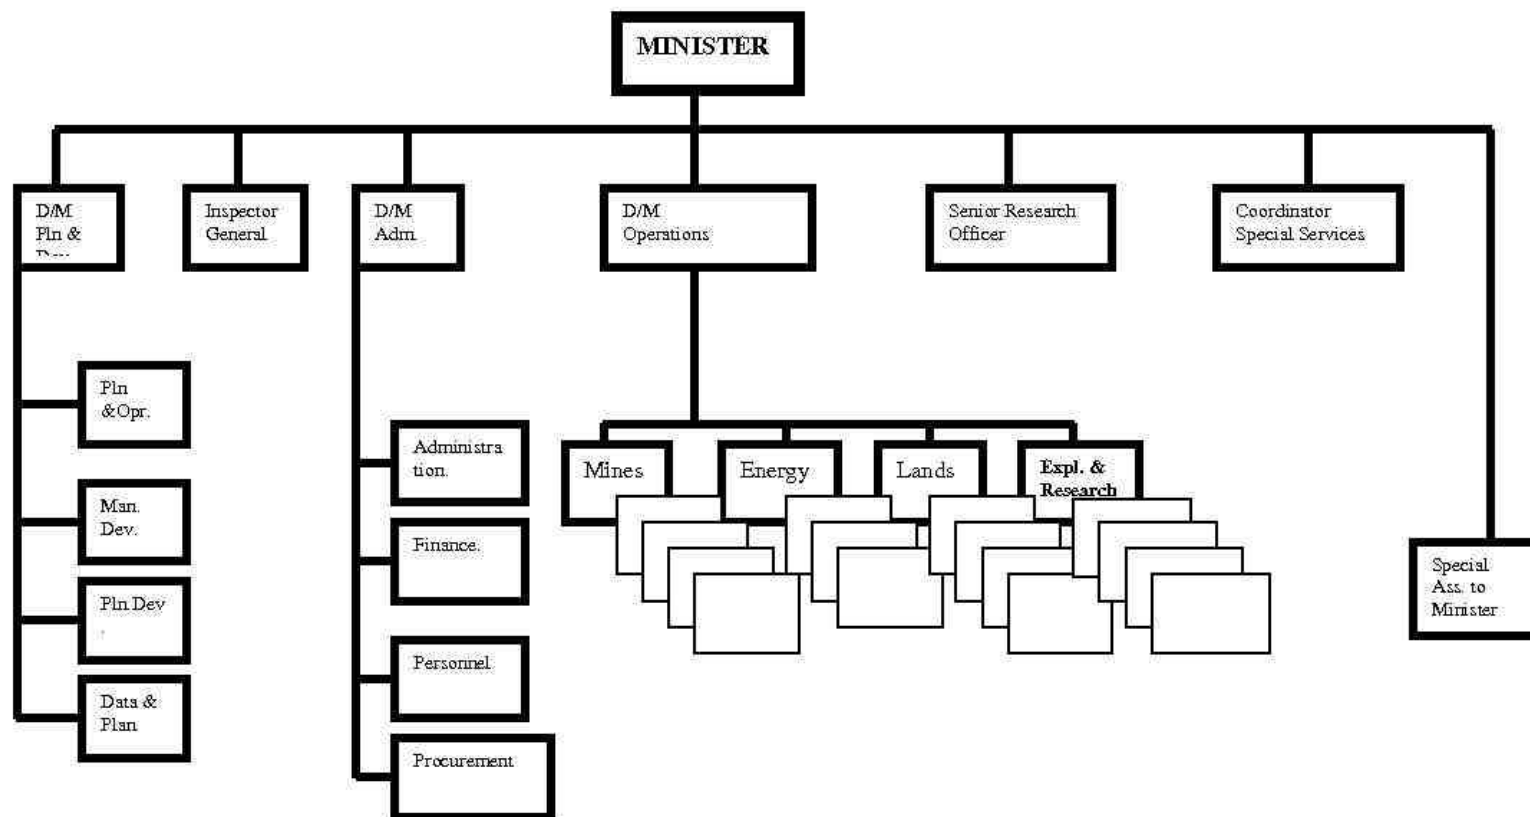 MINISTER
D/M
Pln &
Inspector
General
D/M
Adm.
D/M
Operations
Senior Research
Officer
Coordinator
Special Services
Pln
&Opr.
Man.
Dev.
Pln Dev
.
Data &
Plan
Administra
tion.
Finance.
Personnel
Procurement
Mines
Energy
Lands
Expl. &
Research
Special
Ass. to
Minister